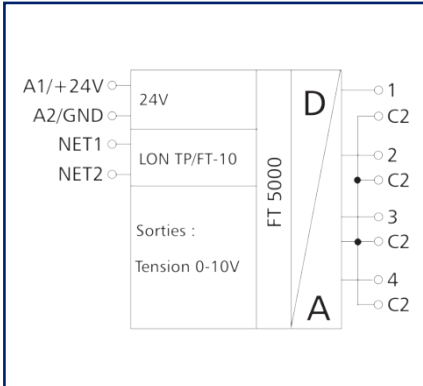 A1/+24V
A2/GND
NET1
NET2
24V
LON TP/FT-10
Sorties :
Tension 0-10V
FT 5000
D
A
1
C2
2
C2
3
C2
4
C2